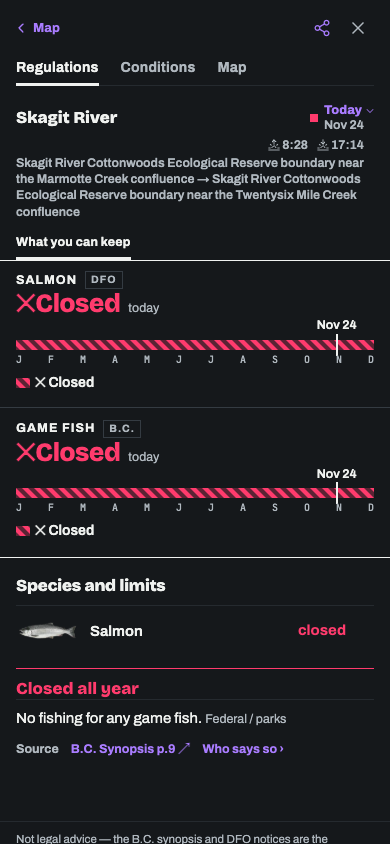 Map
Regulations Conditions Map
Skagit River
Today
Nov 24
8:28 17:14
Skagit River Cottonwoods Ecological Reserve boundary near
the Marmotte Creek confluence → Skagit River Cottonwoods
Ecological Reserve boundary near the Twentysix Mile Creek
confluence
What you can keep
SALMON DFO
Closed today
Nov 24
J F M A M J J A S O N D
Closed
GAME FISH B.C.
Closed today
Nov 24
J F M A M J J A S O N D
Closed
Species and limits
Salmon closed
Closed all year
No fishing for any game fish. Federal / parks
Source B.C. Synopsis p.9 ↗ Who says so ›
Not legal advice — the B.C. synopsis and DFO notices are the